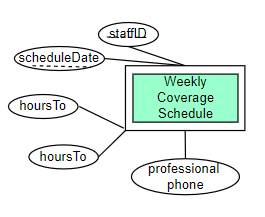 staffID
scheduleDate
Weekly
Coverage
Schedule
hoursTo
hoursTo
professional
phone